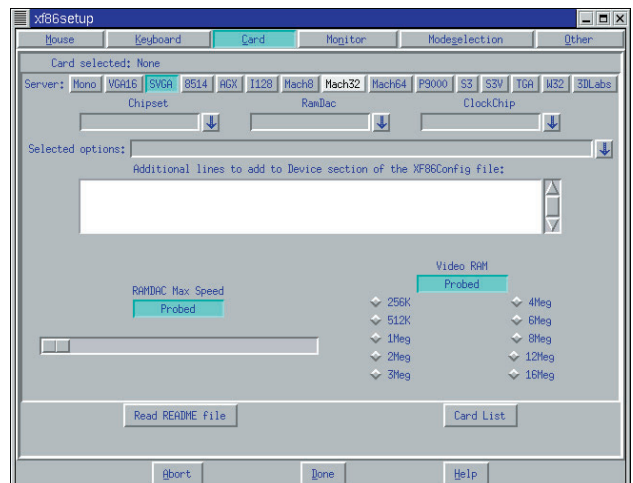 xf86setup
Mouse Keyboard Card Monitor Modeselection Other
Card selected: None
Server: Mono VGA16 SVGA 8514 AGX I128 Mach8 Mach32 Mach64 P9000 S3 S3V TGA W32 3DLabs
Chipset RamDac ClockChip
Selected options:
Additional lines to add to Device section of the XF86Config file:
Video RAM
Probed
RAMDAC Max Speed
Probed
256K 4Meg
512K 6Meg
1Meg 8Meg
2Meg 12Meg
3Meg 16Meg
Read README file Card List
Abort Done Help